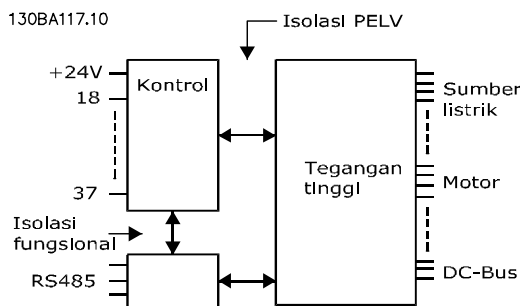 130BA117.10
Isolasi PELV
+24V
18
37
Kontrol
Tegangan
tinggi
Sumber
listrik
Motor
DC-Bus
Isolasi
fungsional
RS485